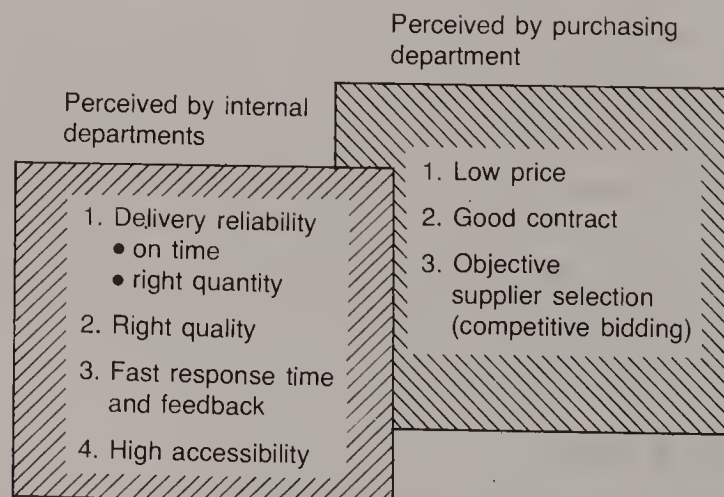 Perceived by purchasing
department
Perceived by internal
departments
1. Low price
2. Good contract
3. Objective
supplier selection
(competitive bidding)
1. Delivery reliability
• on time
• right quantity
2. Right quality
3. Fast response time
and feedback
4. High accessibility